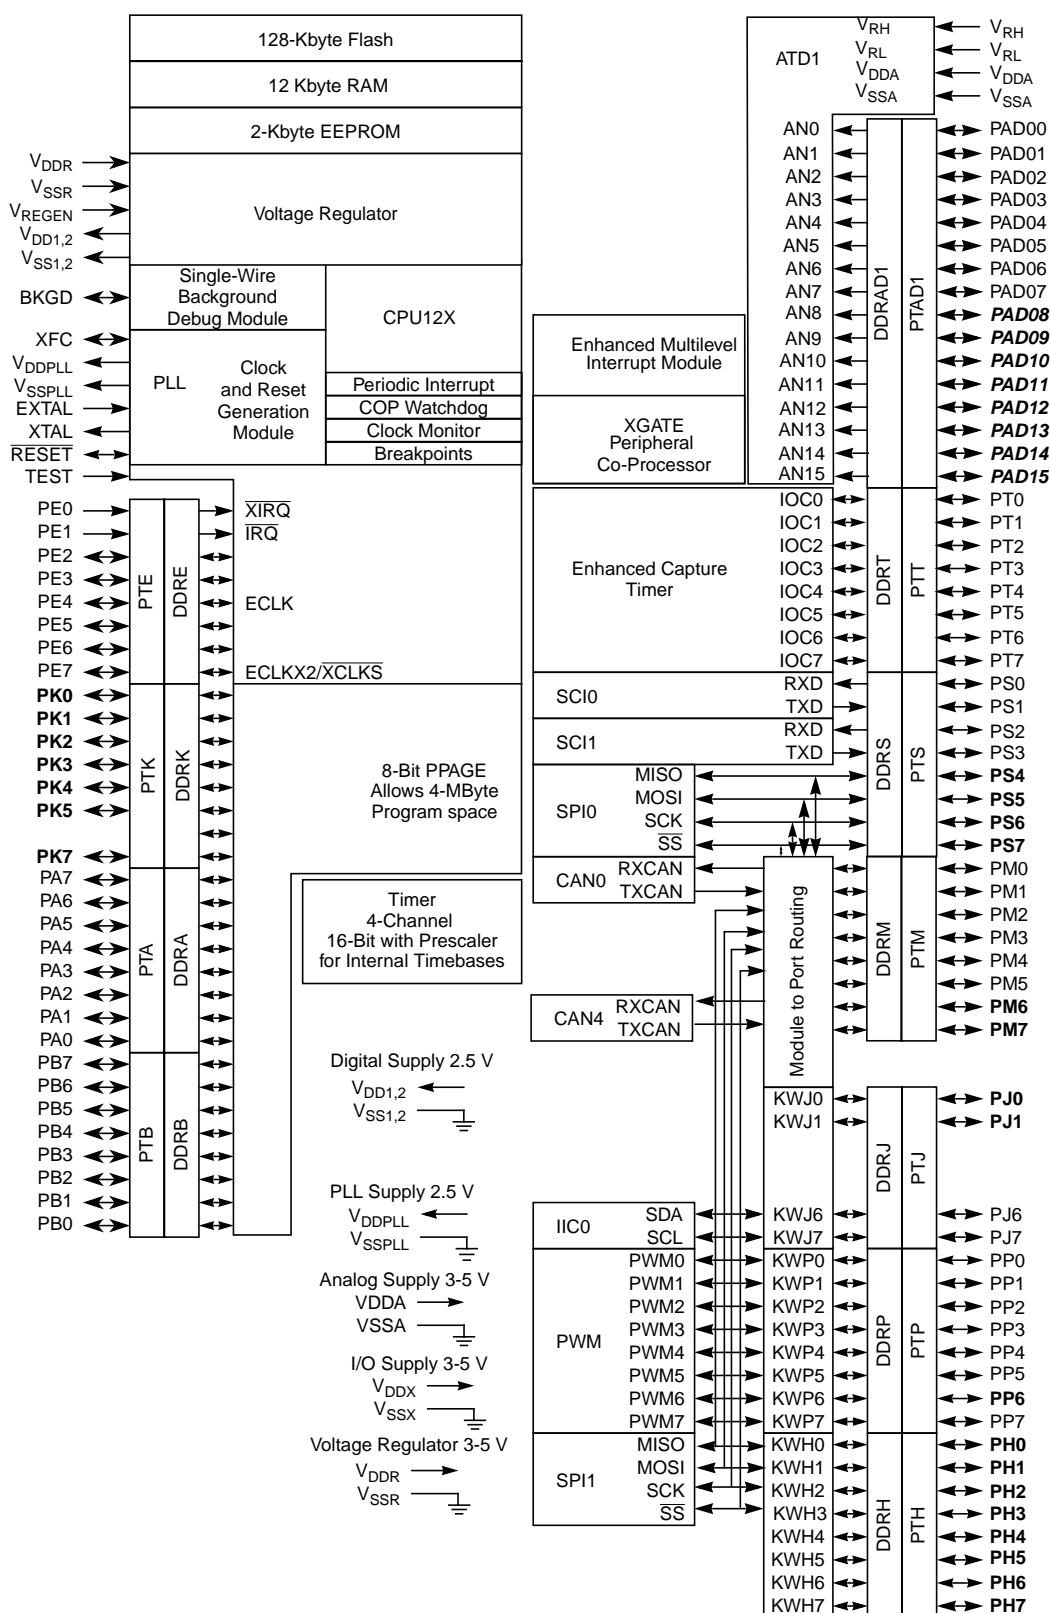 128-Kbyte Flash
12 Kbyte RAM
2-Kbyte EEPROM
VDDR
VSSR
VREGEN
VDD1,2
VSS1,2
Voltage Regulator
BKGD
Single-Wire
Background
Debug Module
CPU12X
XFC
VDDPLL
VSSPLL
EXTAL
XTAL
RESET
TEST
PLL
Clock
and Reset
Generation
Module
Periodic Interrupt
COP Watchdog
Clock Monitor
Breakpoints
PE0
PE1
PE2
PE3
PE4
PE5
PE6
PE7
PTE
DDRE
XIRQ
IRQ
ECLK
ECLKX2/XCLKS
PK0
PK1
PK2
PK3
PK4
PK5
PK7
PTK
DDRK
8-Bit PPAGE
Allows 4-MByte
Program space
PA7
PA6
PA5
PA4
PA3
PA2
PA1
PA0
PTA
DDRA
Timer
4-Channel
16-Bit with Prescaler
for Internal Timebases
PB7
PB6
PB5
PB4
PB3
PB2
PB1
PB0
PTB
DDRB
Digital Supply 2.5 V
VDD1,2
VSS1,2
PLL Supply 2.5 V
VDDPLL
VSSPLL
Analog Supply 3-5 V
VDDA
VSSA
I/O Supply 3-5 V
VDDX
VSSX
Voltage Regulator 3-5 V
VDDR
VSSR
Enhanced Multilevel
Interrupt Module
XGATE
Peripheral
Co-Processor
ATD1
VRH
VRL
VDDA
VSSA
VRH
VRL
VDDA
VSSA
AN0
AN1
AN2
AN3
AN4
AN5
AN6
AN7
AN8
AN9
AN10
AN11
AN12
AN13
AN14
AN15
DDRAD1
PTAD1
PAD00
PAD01
PAD02
PAD03
PAD04
PAD05
PAD06
PAD07
PAD08
PAD09
PAD10
PAD11
PAD12
PAD13
PAD14
PAD15
Enhanced Capture
Timer
IOC0
IOC1
IOC2
IOC3
IOC4
IOC5
IOC6
IOC7
DDRT
PTT
PT0
PT1
PT2
PT3
PT4
PT5
PT6
PT7
SCI0
RXD
TXD
SCI1
RXD
TXD
SPI0
MISO
MOSI
SCK
SS
DDRS
PTS
PS0
PS1
PS2
PS3
PS4
PS5
PS6
PS7
CAN0
RXCAN
TXCAN
CAN4
RXCAN
TXCAN
Module to Port Routing
DDRM
PTM
PM0
PM1
PM2
PM3
PM4
PM5
PM6
PM7
KWJ0
KWJ1
KWJ6
KWJ7
DDRJ
PTJ
PJ0
PJ1
PJ6
PJ7
IIC0
SDA
SCL
PWM
PWM0
PWM1
PWM2
PWM3
PWM4
PWM5
PWM6
PWM7
KWP0
KWP1
KWP2
KWP3
KWP4
KWP5
KWP6
KWP7
DDRP
PTP
PP0
PP1
PP2
PP3
PP4
PP5
PP6
PP7
SPI1
MISO
MOSI
SCK
SS
KWH0
KWH1
KWH2
KWH3
KWH4
KWH5
KWH6
KWH7
DDRH
PTH
PH0
PH1
PH2
PH3
PH4
PH5
PH6
PH7